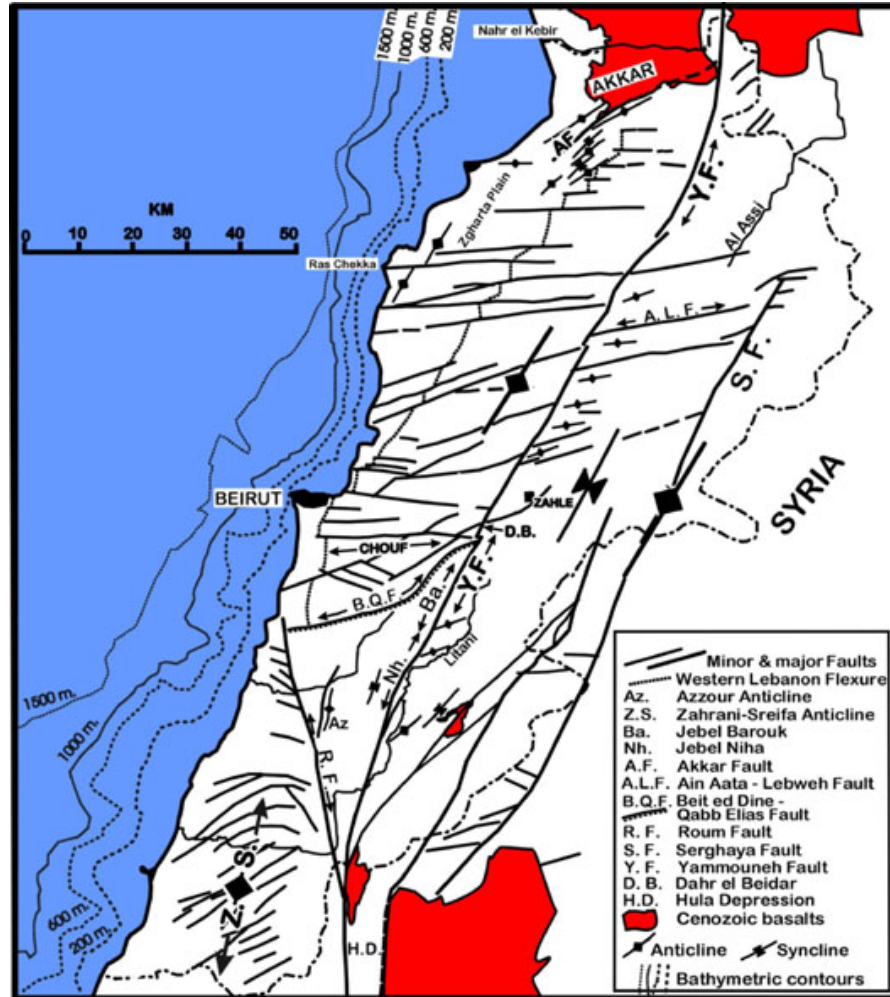 1500 m.
1000 m.
600 m.
200 m.
Nahr el Kebir
AKKAR
AF
Y.F.
Al Assi
Zgharta Plain
KM
0 10 20 30 40 50
Ras Chekka
A.L.F.
S.F.
SYRIA
BEIRUT
ZAHLE
D.B.
CHOUF
B.Q.F.
Ba.
Y.F.
Litani
Nh.
Az
R.F.
1500 m.
1000 m.
600 m.
200 m.
Z.S.
H.D.
Minor & major Faults
Western Lebanon Flexure
Az. Azzour Anticline
Z.S. Zahrani-Sreifa Anticline
Ba. Jebel Barouk
Nh. Jebel Niha
A.F. Akkar Fault
A.L.F. Ain Aata - Lebweh Fault
B.Q.F. Beit ed Dine -
Qabb Elias Fault
R. F. Roum Fault
S. F. Serghaya Fault
Y. F. Yammouneh Fault
D. B. Dahr el Beidar
H.D. Hula Depression
Cenozoic basalts
Anticline Syncline
Bathymetric contours